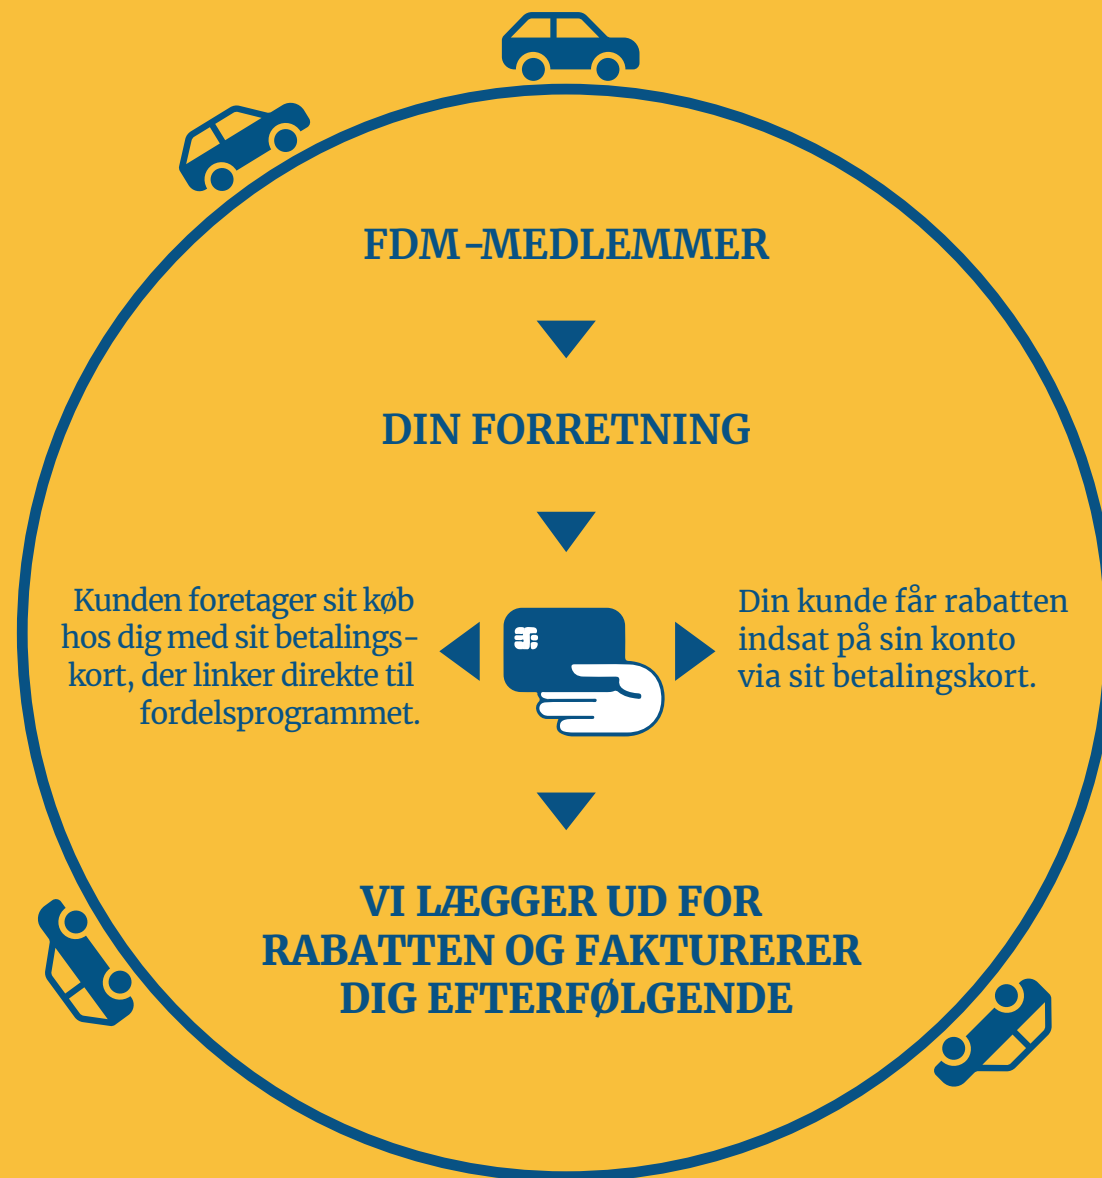 FDM-MEDLEMMER
DIN FORRETNING
Kunden foretager sit køb
hos dig med sit betalings-
kort, der linker direkte til
fordelsprogrammet.
Din kunde får rabatten
indsat på sin konto
via sit betalingskort.
VI LÆGGER UD FOR
RABATTEN OG FAKTURERER
DIG EFTERFØLGENDE